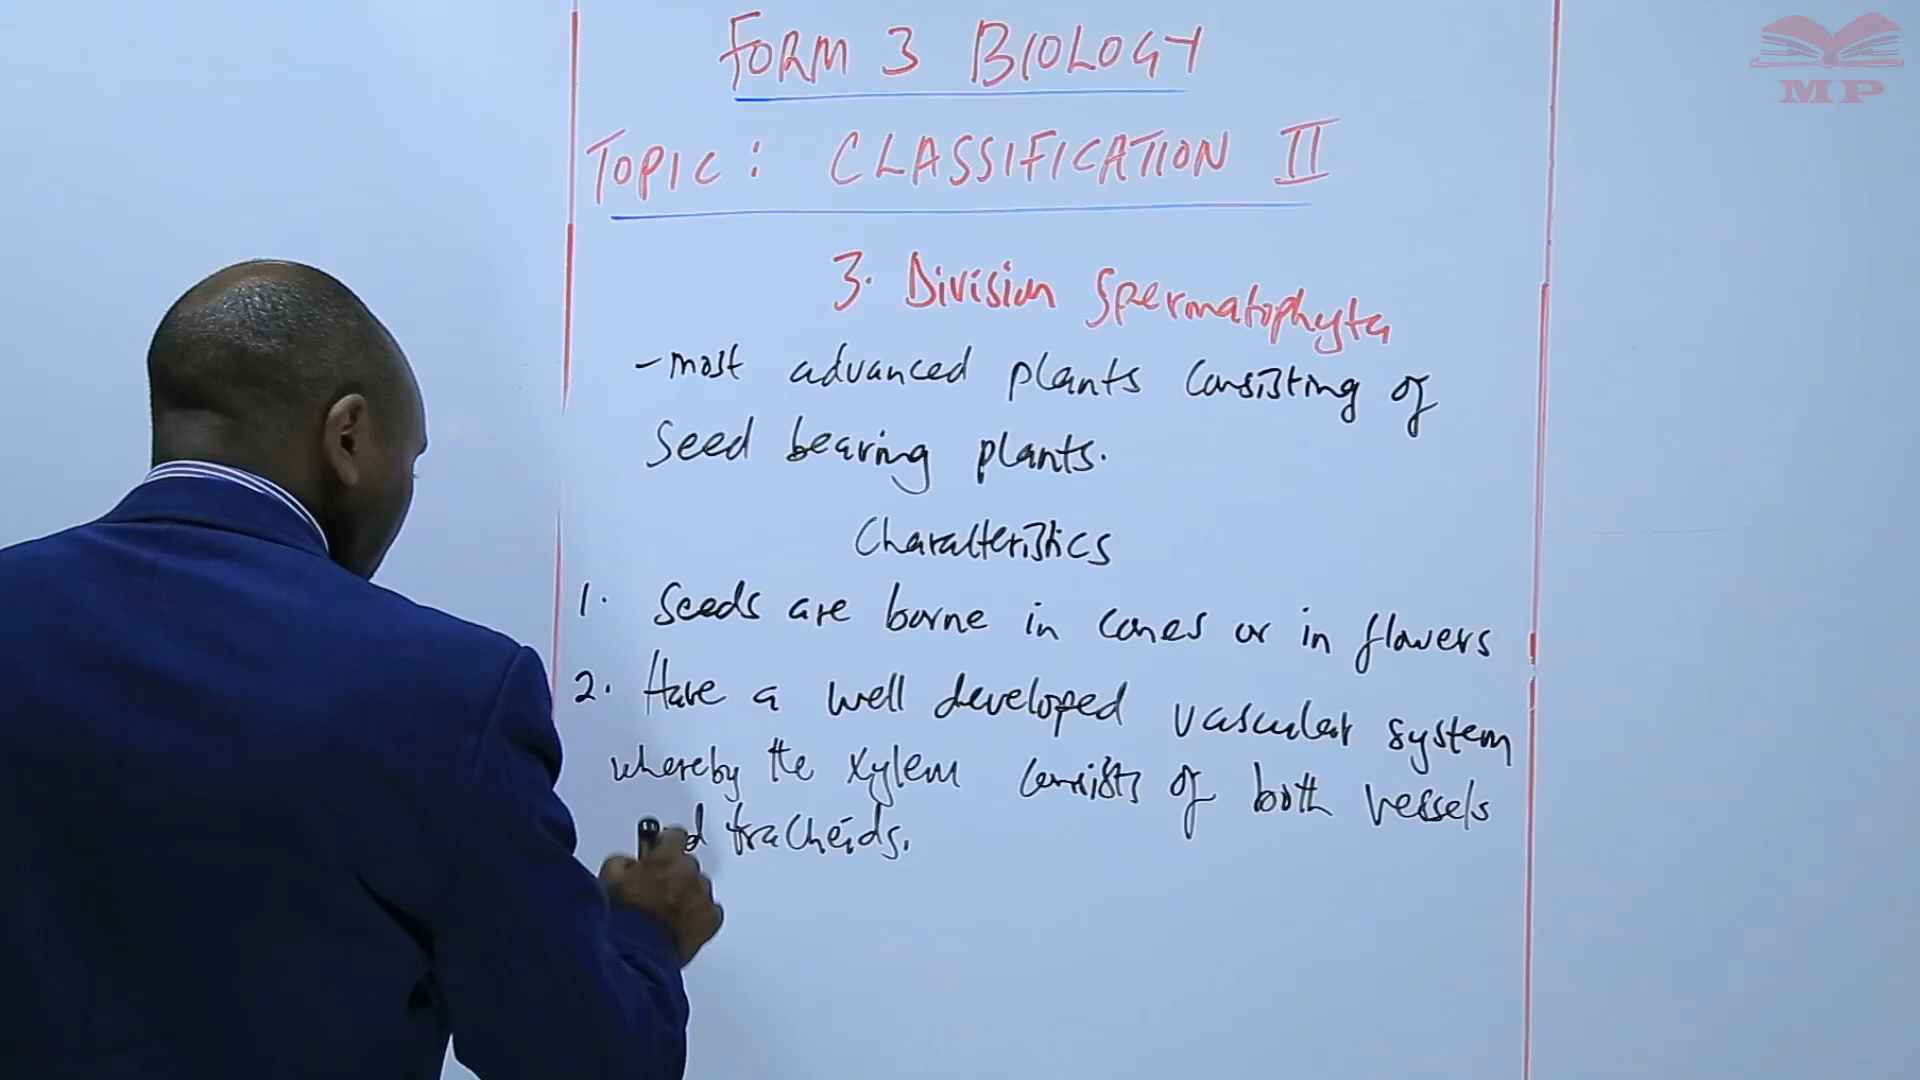 FORM 3 BIOLOGY
MP
TOPIC: CLASSIFICATION II
3. Division Spermatophyta
- most advanced plants consisting of
seed bearing plants.
Characteristics
1. Seeds are borne in cones or in flowers
2. Have a well developed vascular system
whereby the xylem consists of both vessels
tracheids.